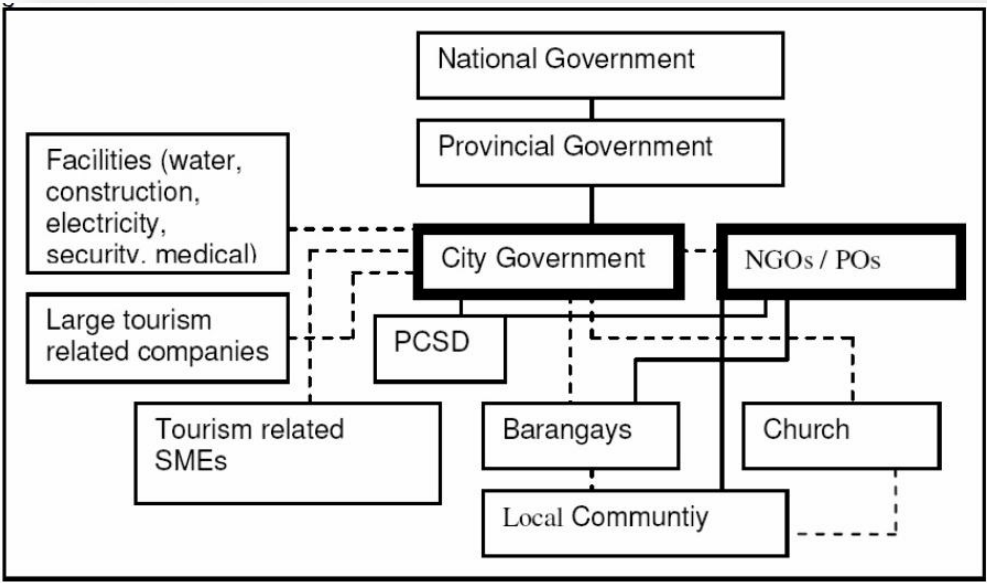 National Government
Provincial Government
Facilities (water,
construction,
electricity,
security, medical)
City Government
NGOs / POs
Large tourism
related companies
PCSD
Tourism related
SMEs
Barangays
Church
Local Communtiy